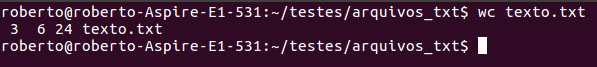 roberto@roberto-Aspire-E1-531:~/testes/arquivos_txt$ wc texto.txt
 3  6 24 texto.txt
roberto@roberto-Aspire-E1-531:~/testes/arquivos_txt$